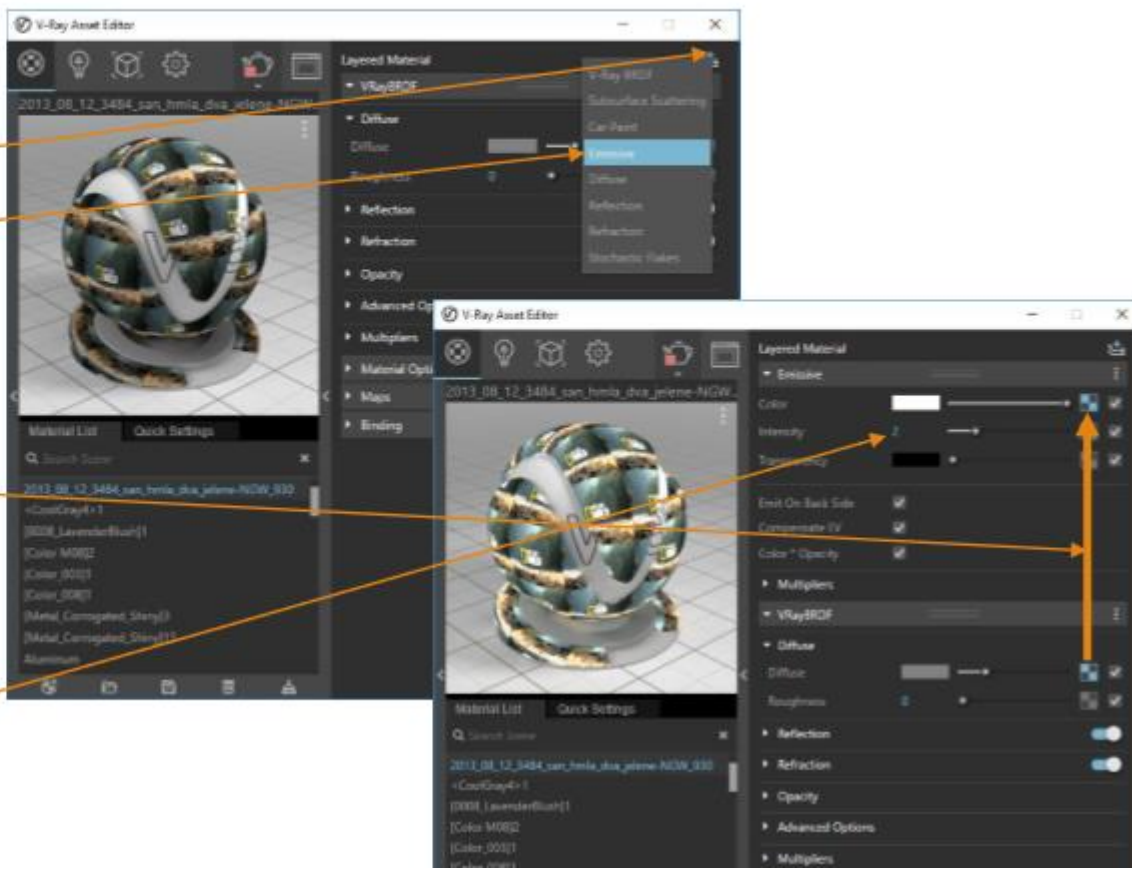 V-Ray Asset Editor
Layered Material
VRayBRDF
2013_08_12_3484_san_hmla_dva_jelene-NGW
Diffuse
Diffuse
Roughness 0
Reflection
Refraction
Opacity
Advanced Op
Multipliers
Material Opti
Maps
Binding
V-Ray BRDF
Subsurface Scattering
Car Paint
Emissive
Diffuse
Reflection
Refraction
Stochastic Flakes
Material List Quick Settings
Search Scene
2013_08_12_3484_san_hmla_dva_jelene-NGW_930
<CoolGray4>1
[0008_LavenderBlush]1
[Color M08]2
[Color_003]1
[Color_008]1
[Metal_Corrogated_Shiny]3
[Metal_Corrogated_Shiny]13
Aluminum
V-Ray Asset Editor
Layered Material
Emissive
2013_08_12_3484_san_hmla_dva_jelene-NGW...
Color
Intensity 2
Transparency
Emit On Back Side
Compensate EV
Color * Opacity
Multipliers
VRayBRDF
Diffuse
Diffuse
Roughness 0
Reflection
Refraction
Opacity
Advanced Options
Multipliers
Material List Quick Settings
Search Scene
2013_08_12_3484_san_hmla_dva_jelene-NGW_930
<CoolGray4>1
[0008_LavenderBlush]1
[Color M08]2
[Color_003]1